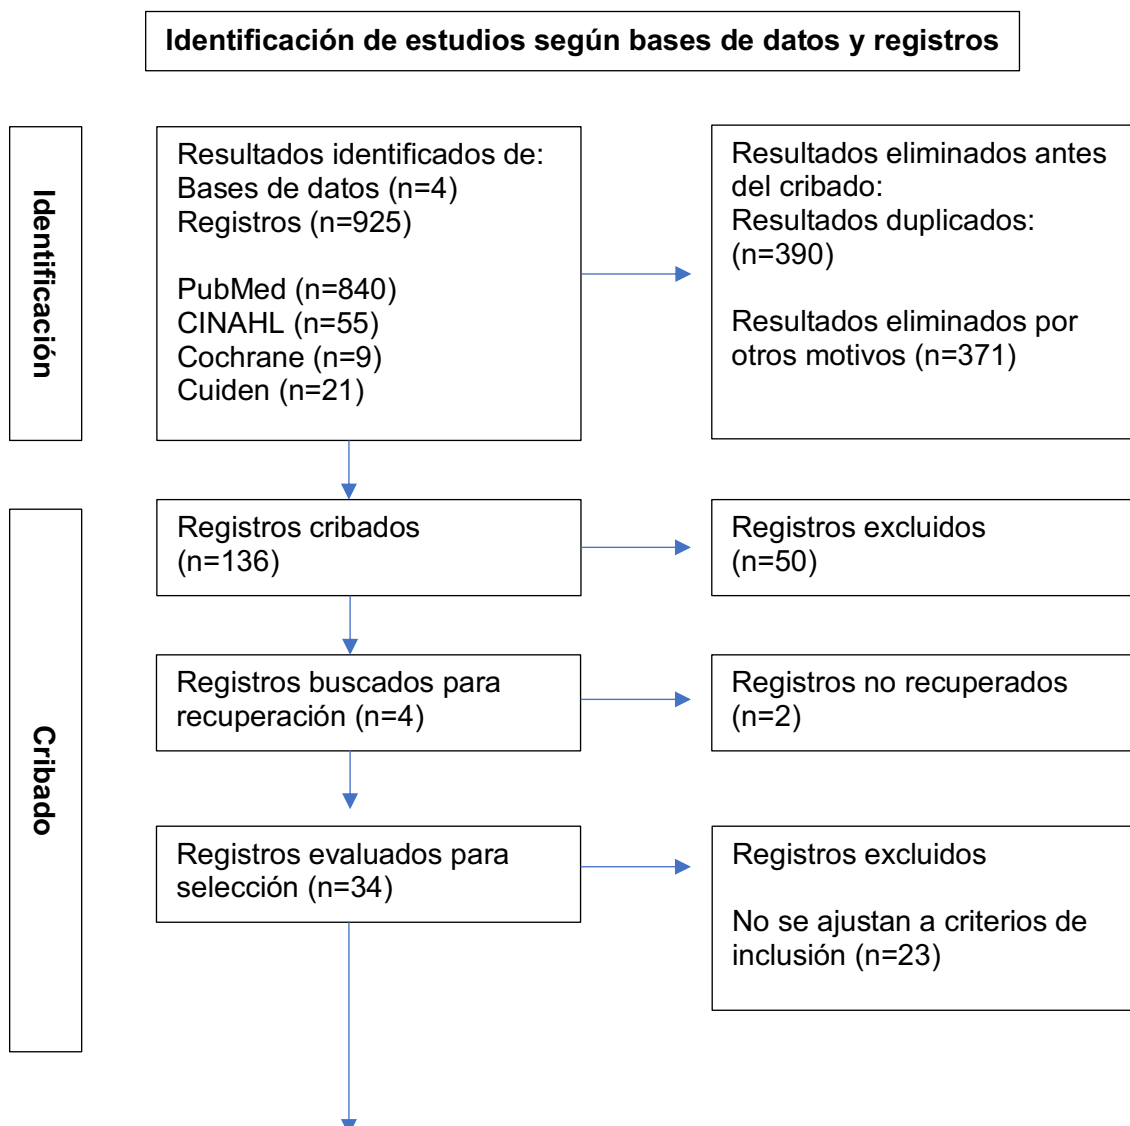 Identificación de estudios según bases de datos y registros
Identificación
Resultados identificados de:
Bases de datos (n=4)
Registros (n=925)
PubMed (n=840)
CINAHL (n=55)
Cochrane (n=9)
Cuiden (n=21)
Resultados eliminados antes
del cribado:
Resultados duplicados:
(n=390)
Resultados eliminados por
otros motivos (n=371)
Cribado
Registros cribados
(n=136)
Registros excluidos
(n=50)
Registros buscados para
recuperación (n=4)
Registros no recuperados
(n=2)
Registros evaluados para
selección (n=34)
Registros excluidos
No se ajustan a criterios de
inclusión (n=23)